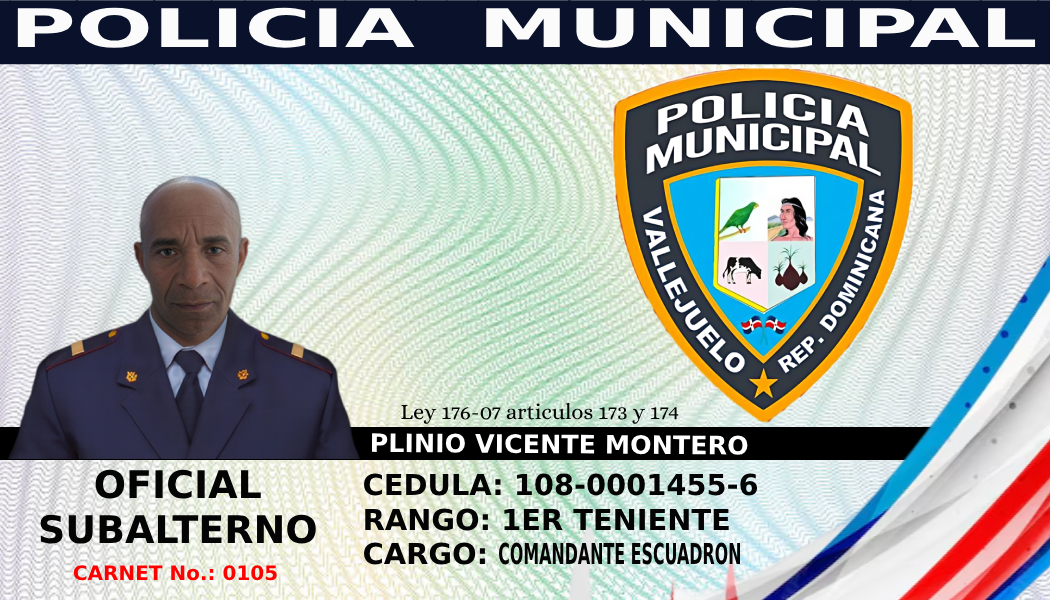 POLICIA MUNICIPAL
POLICIA
MUNICIPAL
VALLEJUELO
REP. DOMINICANA
Ley 176-07 articulos 173 y 174
PLINIO VICENTE MONTERO
OFICIAL
SUBALTERNO
CARNET No.: 0105
CEDULA: 108-0001455-6
RANGO: 1ER TENIENTE
CARGO: COMANDANTE ESCUADRON